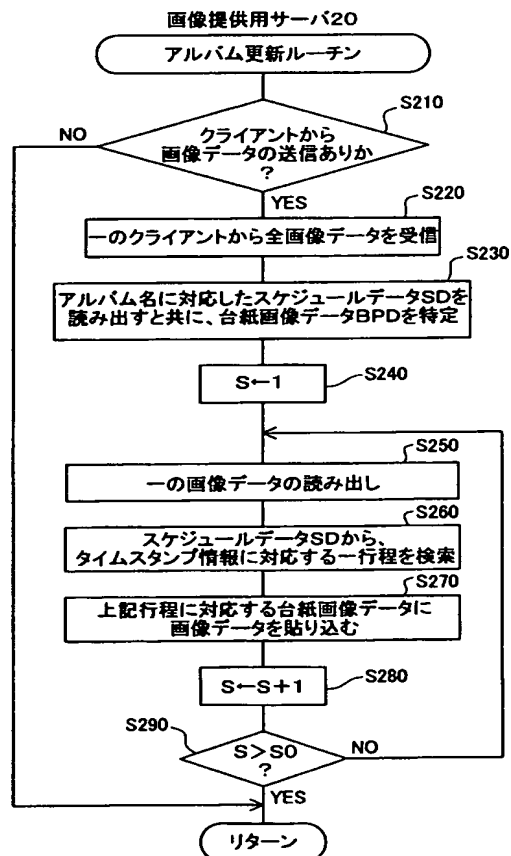 画像提供用サーバ20
アルバム更新ルーチン
S210
クライアントから
画像データの送信ありか
?
NO
YES
S220
一のクライアントから全画像データを受信
S230
アルバム名に対応したスケジュールデータSDを
読み出すと共に、台紙画像データBPDを特定
S←1
S240
S250
一の画像データの読み出し
S260
スケジュールデータSDから、
タイムスタンプ情報に対応する一行程を検索
S270
上記行程に対応する台紙画像データに
画像データを貼り込む
S←S+1
S280
S290
S>S0
?
NO
YES
リターン